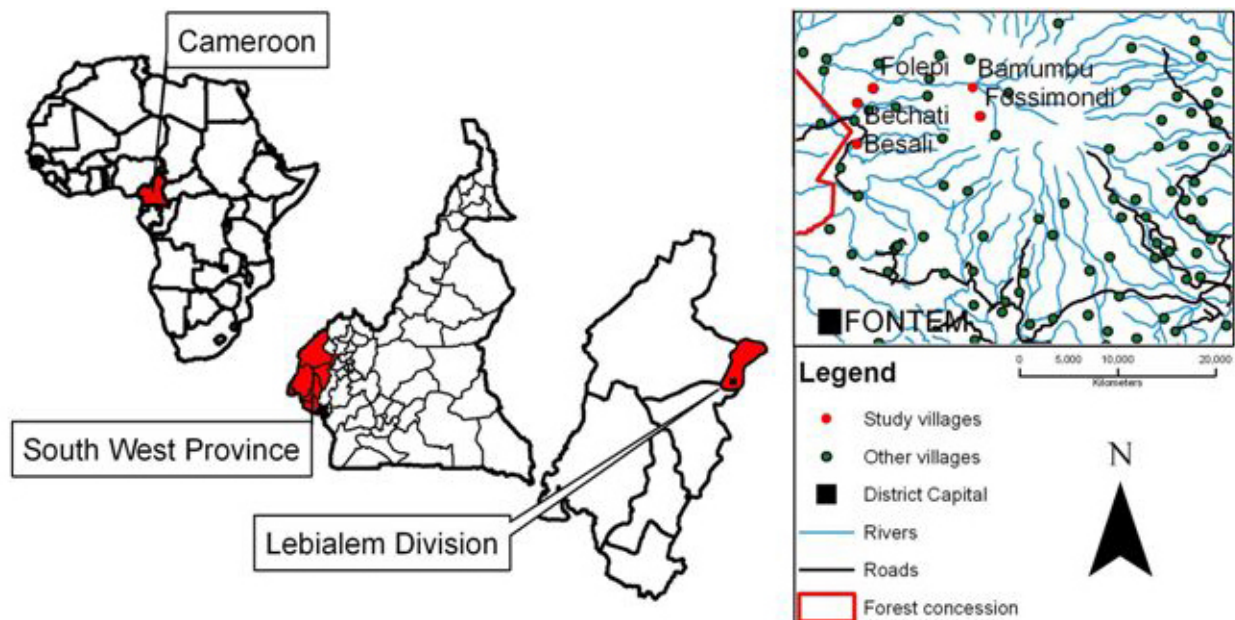 Cameroon
South West Province
Lebialem Division
Folepi
Bamumbu
Fossimondi
Bechati
Besali
FONTEM
0 5,000 10,000 20,000
Kilometers
Legend
Study villages
Other villages
District Capital
Rivers
Roads
Forest concession
N